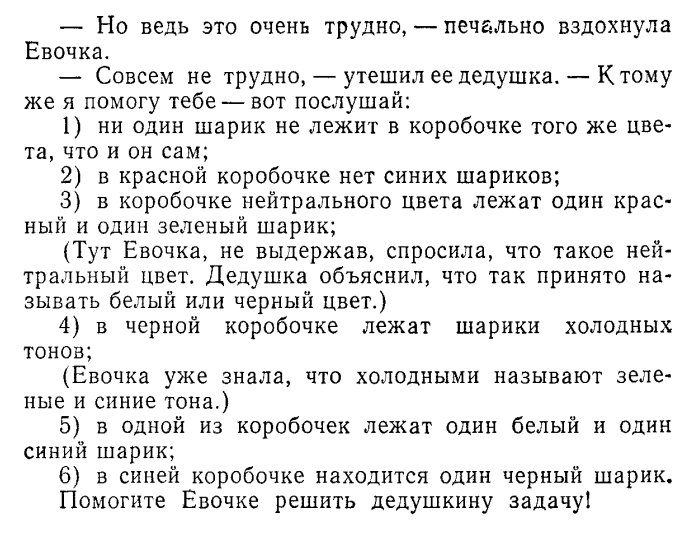 — Но ведь это очень трудно, — печально вздохнула
Евочка.
— Совсем не трудно, — утешил ее дедушка. — К тому
же я помогу тебе — вот послушай:
1) ни один шарик не лежит в коробочке того же цве-
та, что и он сам;
2) в красной коробочке нет синих шариков;
3) в коробочке нейтрального цвета лежат один крас-
ный и один зеленый шарик;
(Тут Евочка, не выдержав, спросила, что такое ней-
тральный цвет. Дедушка объяснил, что так принято на-
зывать белый или черный цвет.)
4) в черной коробочке лежат шарики холодных
тонов;
(Евочка уже знала, что холодными называют зеле-
ные и синие тона.)
5) в одной из коробочек лежат один белый и один
синий шарик;
6) в синей коробочке находится один черный шарик.
Помогите Евочке решить дедушкину задачу!